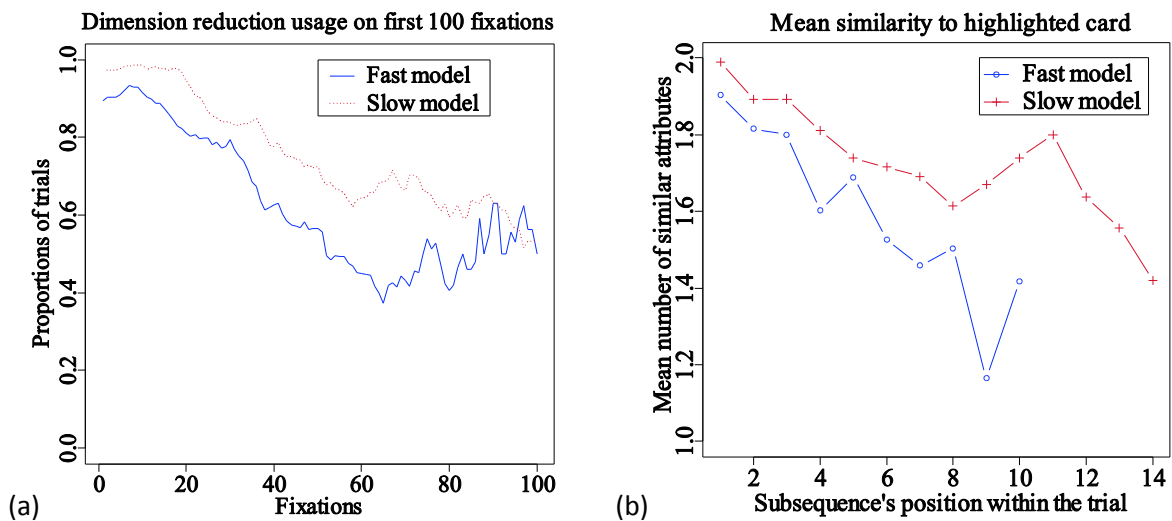 Dimension reduction usage on first 100 fixations
Fast model
Slow model
Proportions of trials
0.0 0.2 0.4 0.6 0.8 1.0
0 20 40 60 80 100
Fixations
(a)
Mean similarity to highlighted card
Fast model
Slow model
Mean number of similar attributes
1.0 1.2 1.4 1.6 1.8 2.0
2 4 6 8 10 12 14
Subsequence's position within the trial
(b)